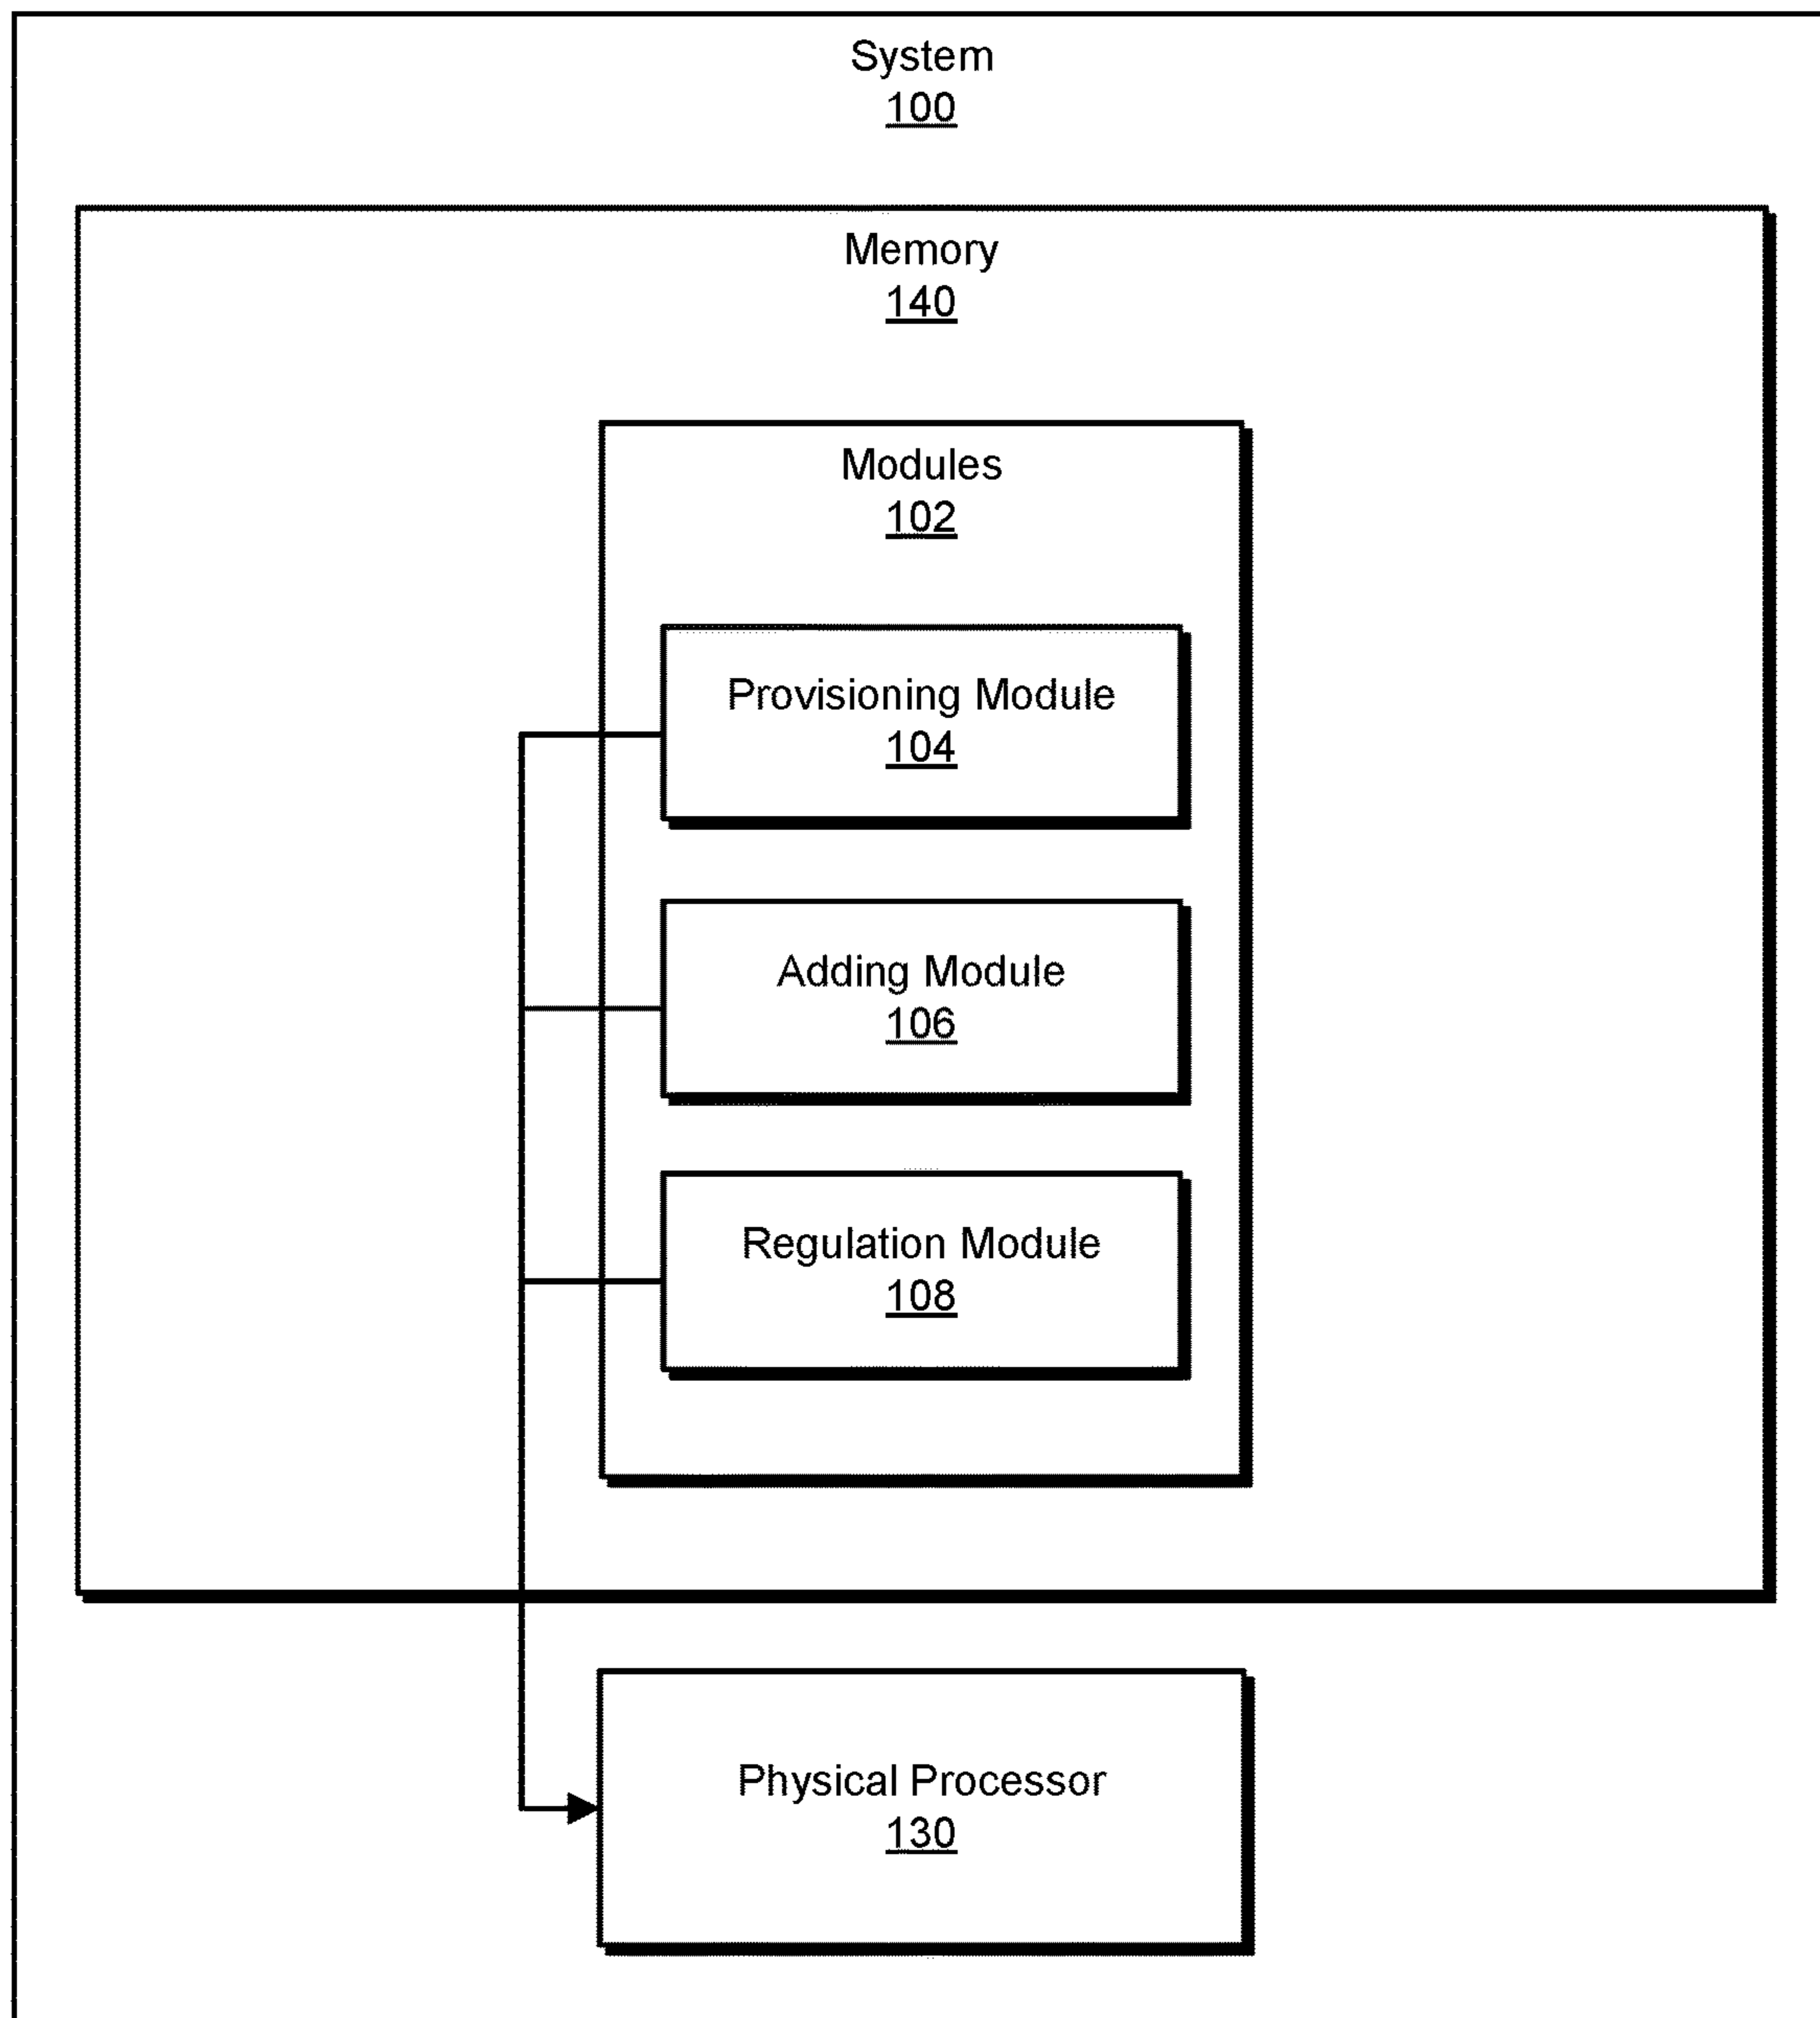 System
100
Memory
140
Modules
102
Provisioning Module
104
Adding Module
106
Regulation Module
108
Physical Processor
130